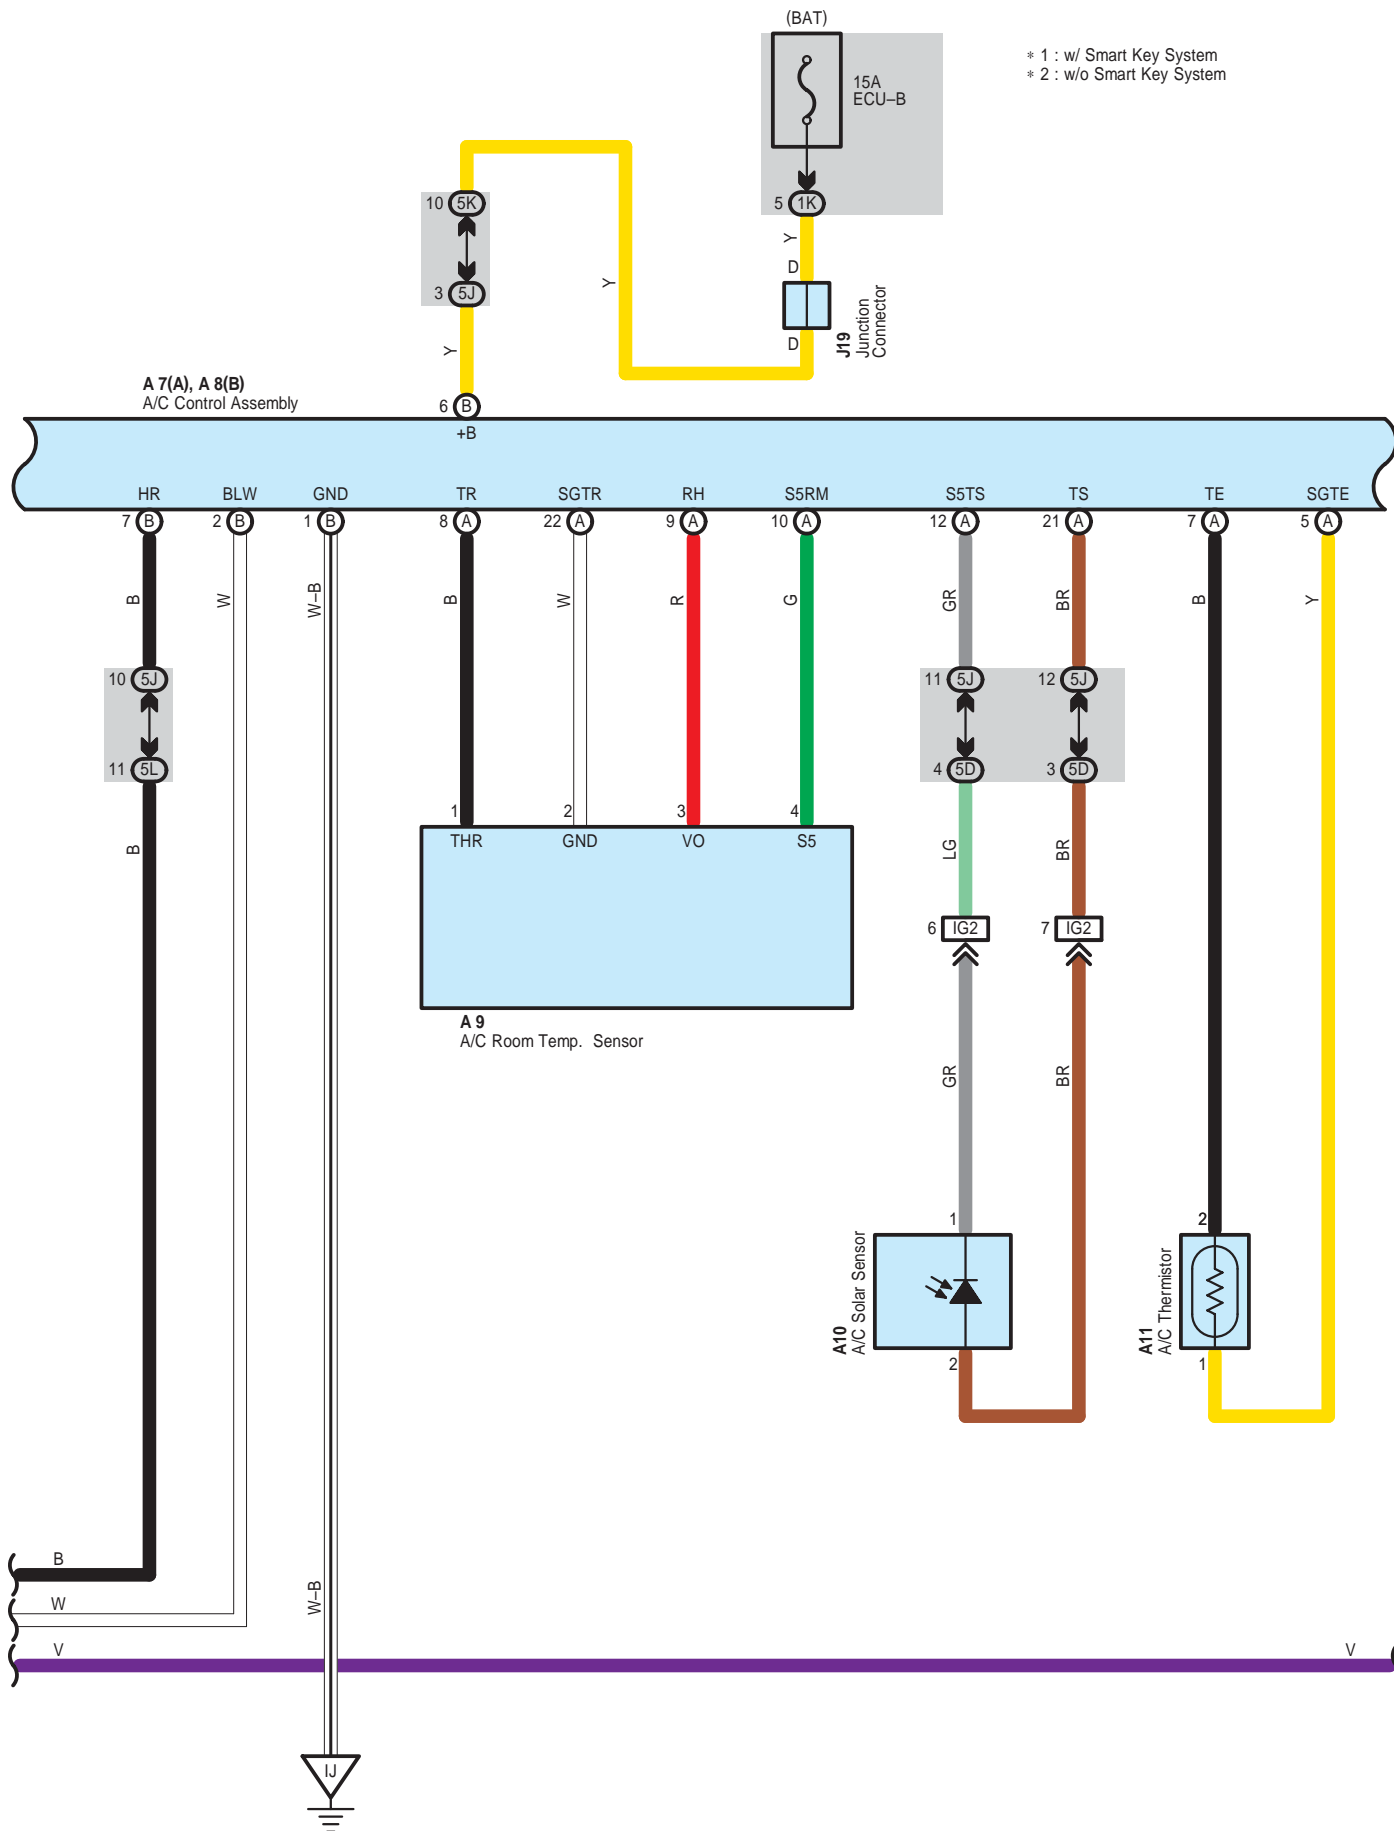 (BAT)
∗ 1 : w/ Smart Key System
∗ 2 : w/o Smart Key System
15A
ECU–B
10 5K
5 1K
Y
D
3 5J
Y
J19
Junction
Connector
D
Y
A 7(A), A 8(B)
A/C Control Assembly
6 B
+B
HR BLW GND TR SGTR RH S5RM S5TS TS TE SGTE
7 B 2 B 1 B 8 A 22 A 9 A 10 A 12 A 21 A 7 A 5 A
B W W–B B W R G GR BR B Y
10 5J 11 5J 12 5J
11 5L 4 5D 3 5D
1 2 3 4
THR GND VO S5
B LG BR
6 IG2 7 IG2
A 9
A/C Room Temp. Sensor
GR BR
1 2
A10
A/C Solar Sensor
A11
A/C Thermistor
2 1
B
W–B
W
V V
IJ